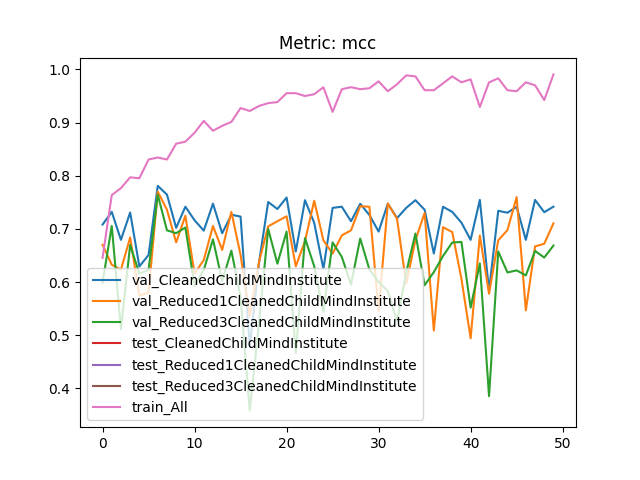 Metric: mcc
1.0
0.9
0.8
0.7
0.6
0.5
0.4
val_CleanedChildMindInstitute
val_Reduced1CleanedChildMindInstitute
val_Reduced3CleanedChildMindInstitute
test_CleanedChildMindInstitute
test_Reduced1CleanedChildMindInstitute
test_Reduced3CleanedChildMindInstitute
train_All
0 10 20 30 40 50